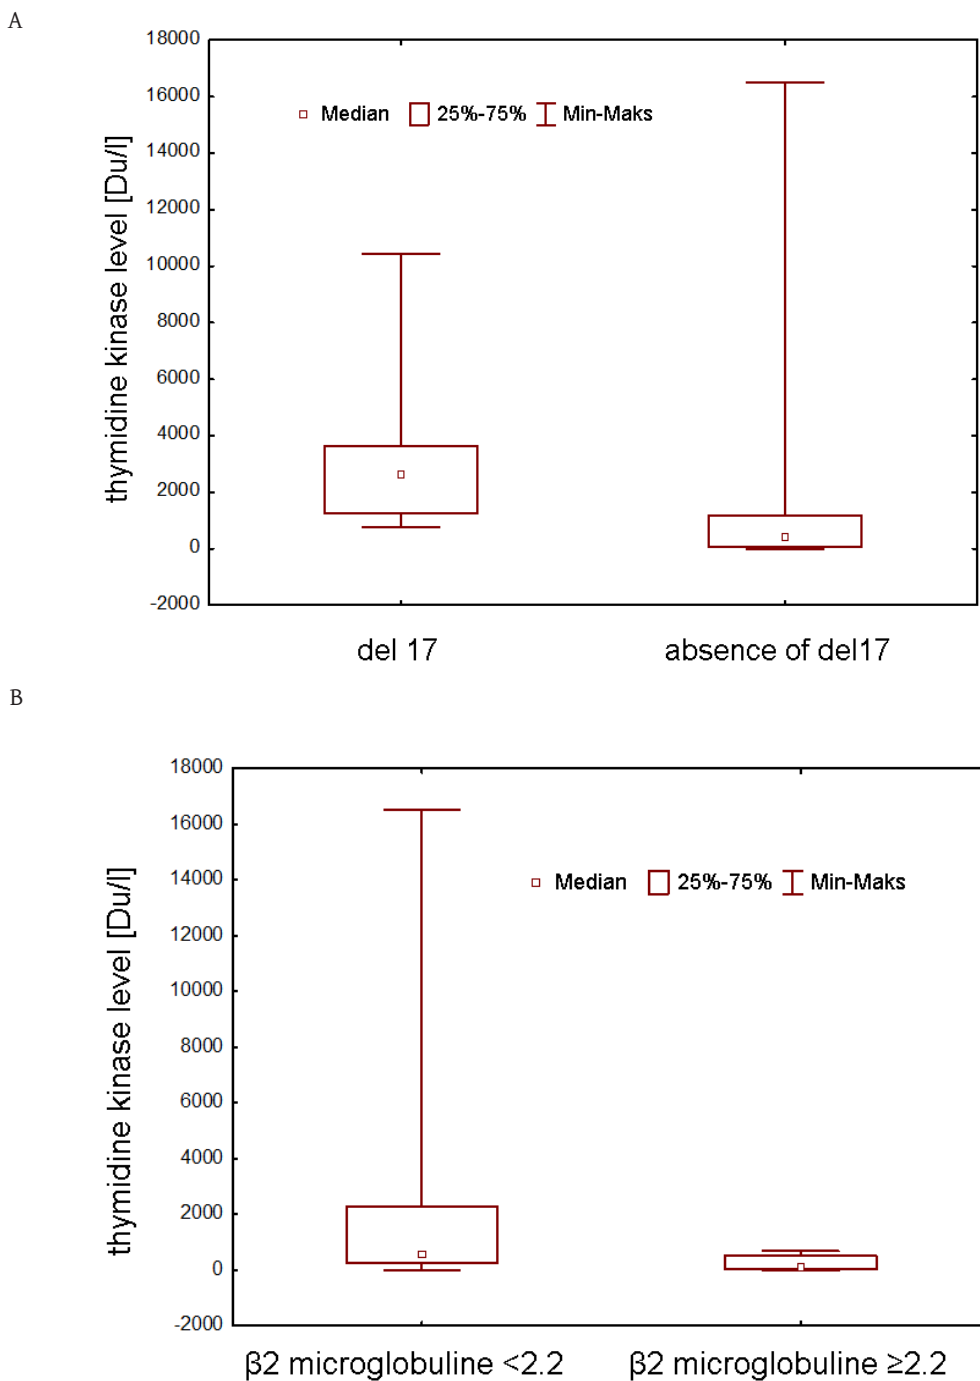 A
18000
16000
Median 25%-75% Min-Maks
14000
12000
10000
8000
6000
4000
2000
0
-2000
thymidine kinase level [Du/l]
del 17 absence of del17
B
18000
16000
14000
Median 25%-75% Min-Maks
12000
10000
8000
6000
4000
2000
0
-2000
thymidine kinase level [Du/l]
β2 microglobuline <2.2 β2 microglobuline ≥2.2